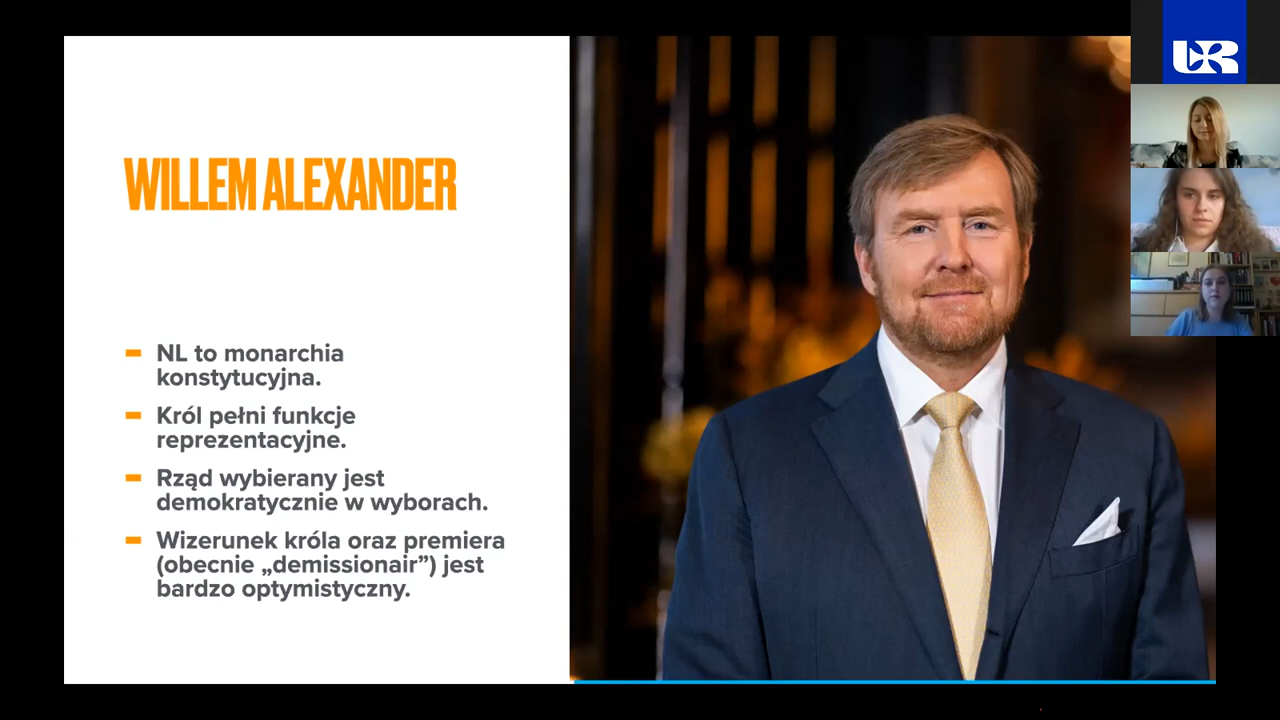 WILLEM ALEXANDER
NL to monarchia
konstytucyjna.
Król pełni funkcje
reprezentacyjne.
Rząd wybierany jest
demokratycznie w wyborach.
Wizerunek króla oraz premiera
(obecnie „demissionair”) jest
bardzo optymistyczny.
UR